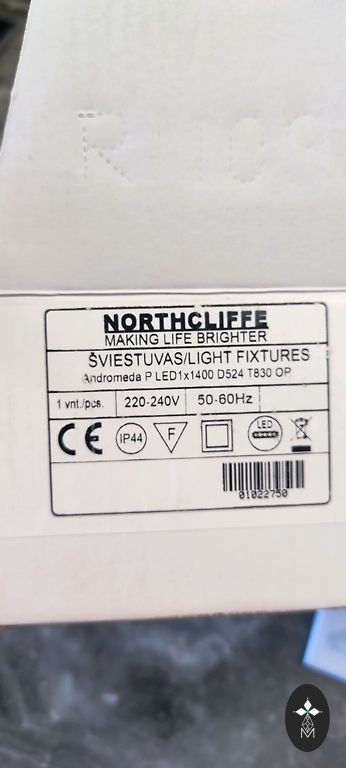 NORTHCLIFFE
MAKING LIFE BRIGHTER
ŠVIESTUVAS/LIGHT FIXTURES
Andromeda P LED1x1400 D524 T830 OP
1 vnt./pcs. 220-240V 50-60Hz
CE IP44 F LED
01022750
M